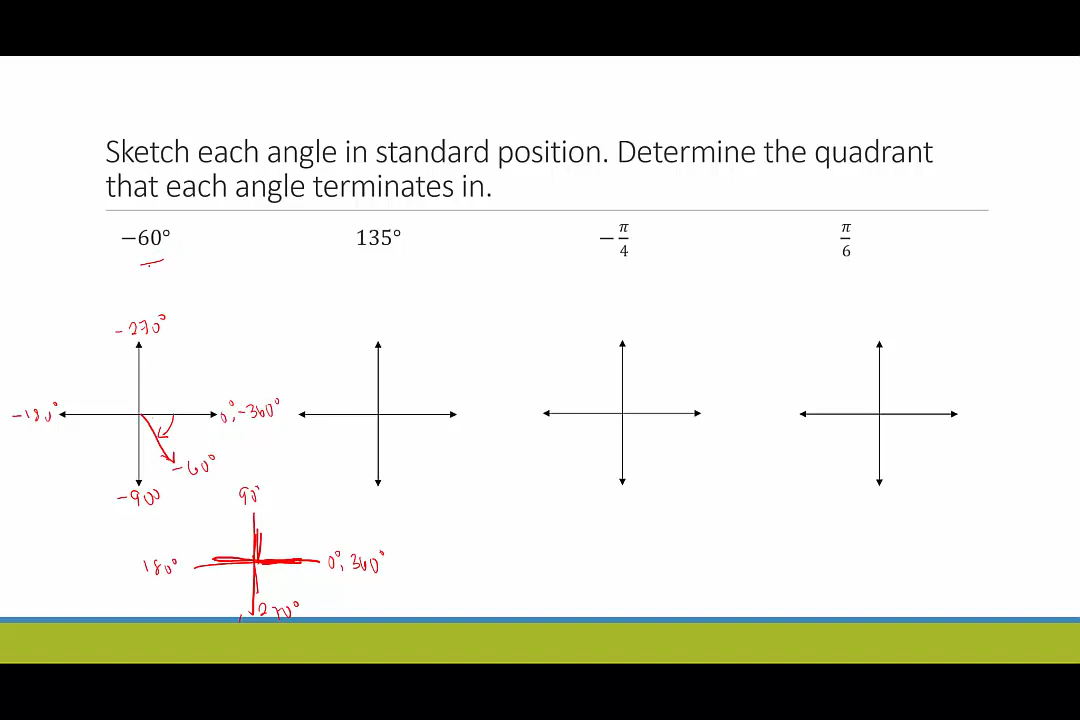 Sketch each angle in standard position. Determine the quadrant
that each angle terminates in.
−60° 135° −π/4 π/6
-270°
-180° 0°, -360°
-60°
-90°
90°
180° 0°, 360°
270°